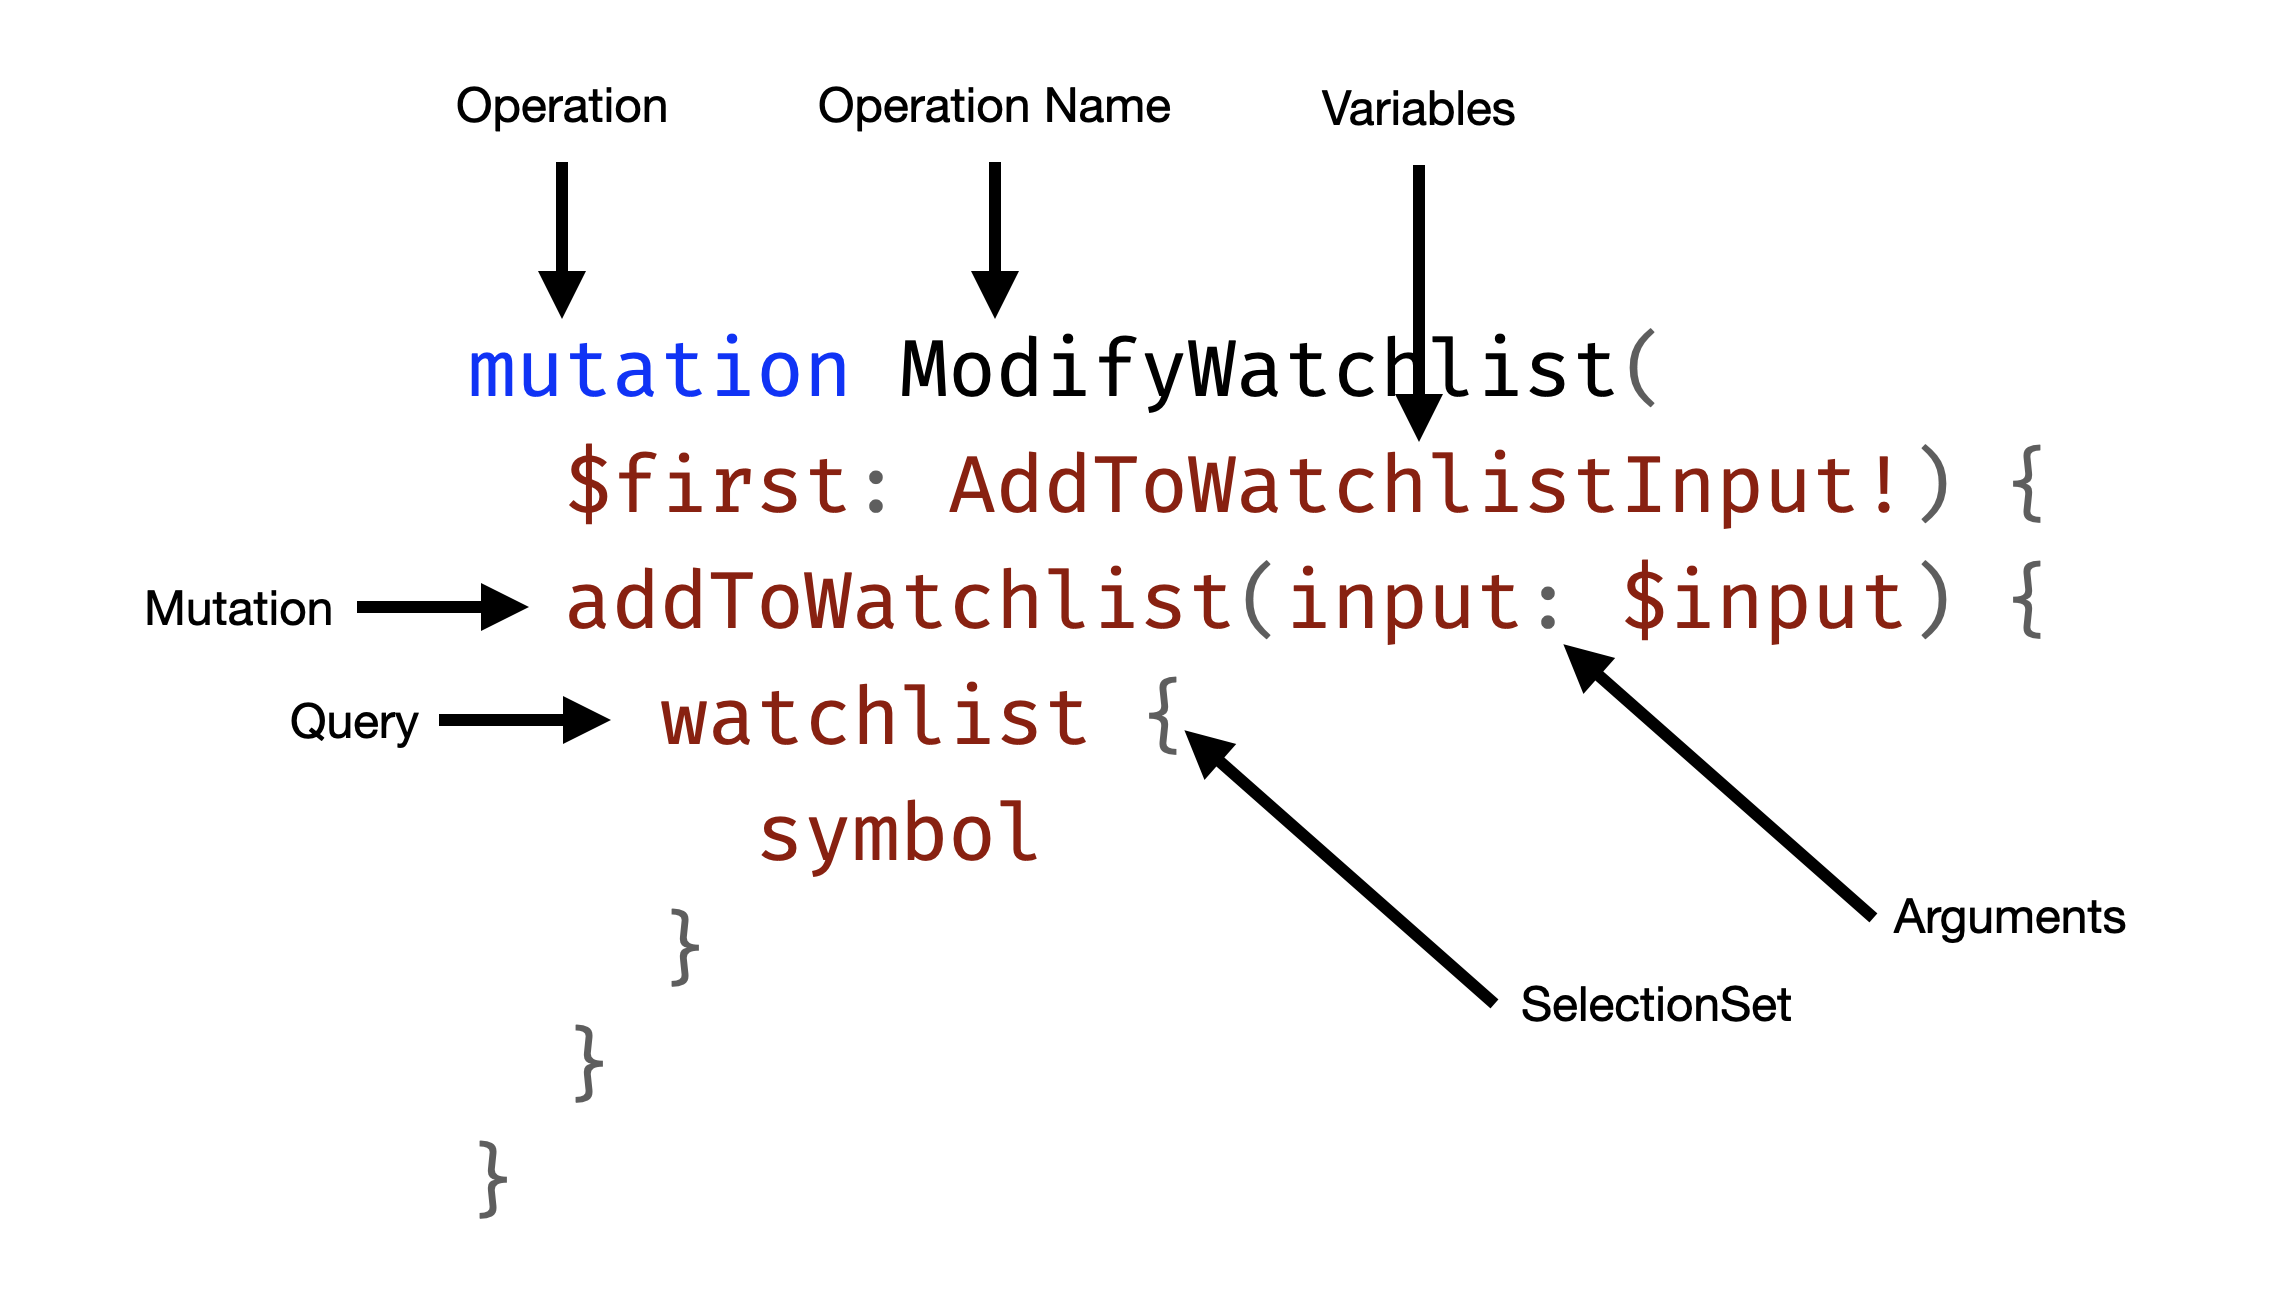 Operation
Operation Name
Variables
mutation ModifyWatchlist(
$first: AddToWatchlistInput!) {
Mutation
addToWatchlist(input: $input) {
Query
watchlist {
symbol
}
Arguments
SelectionSet
}
}